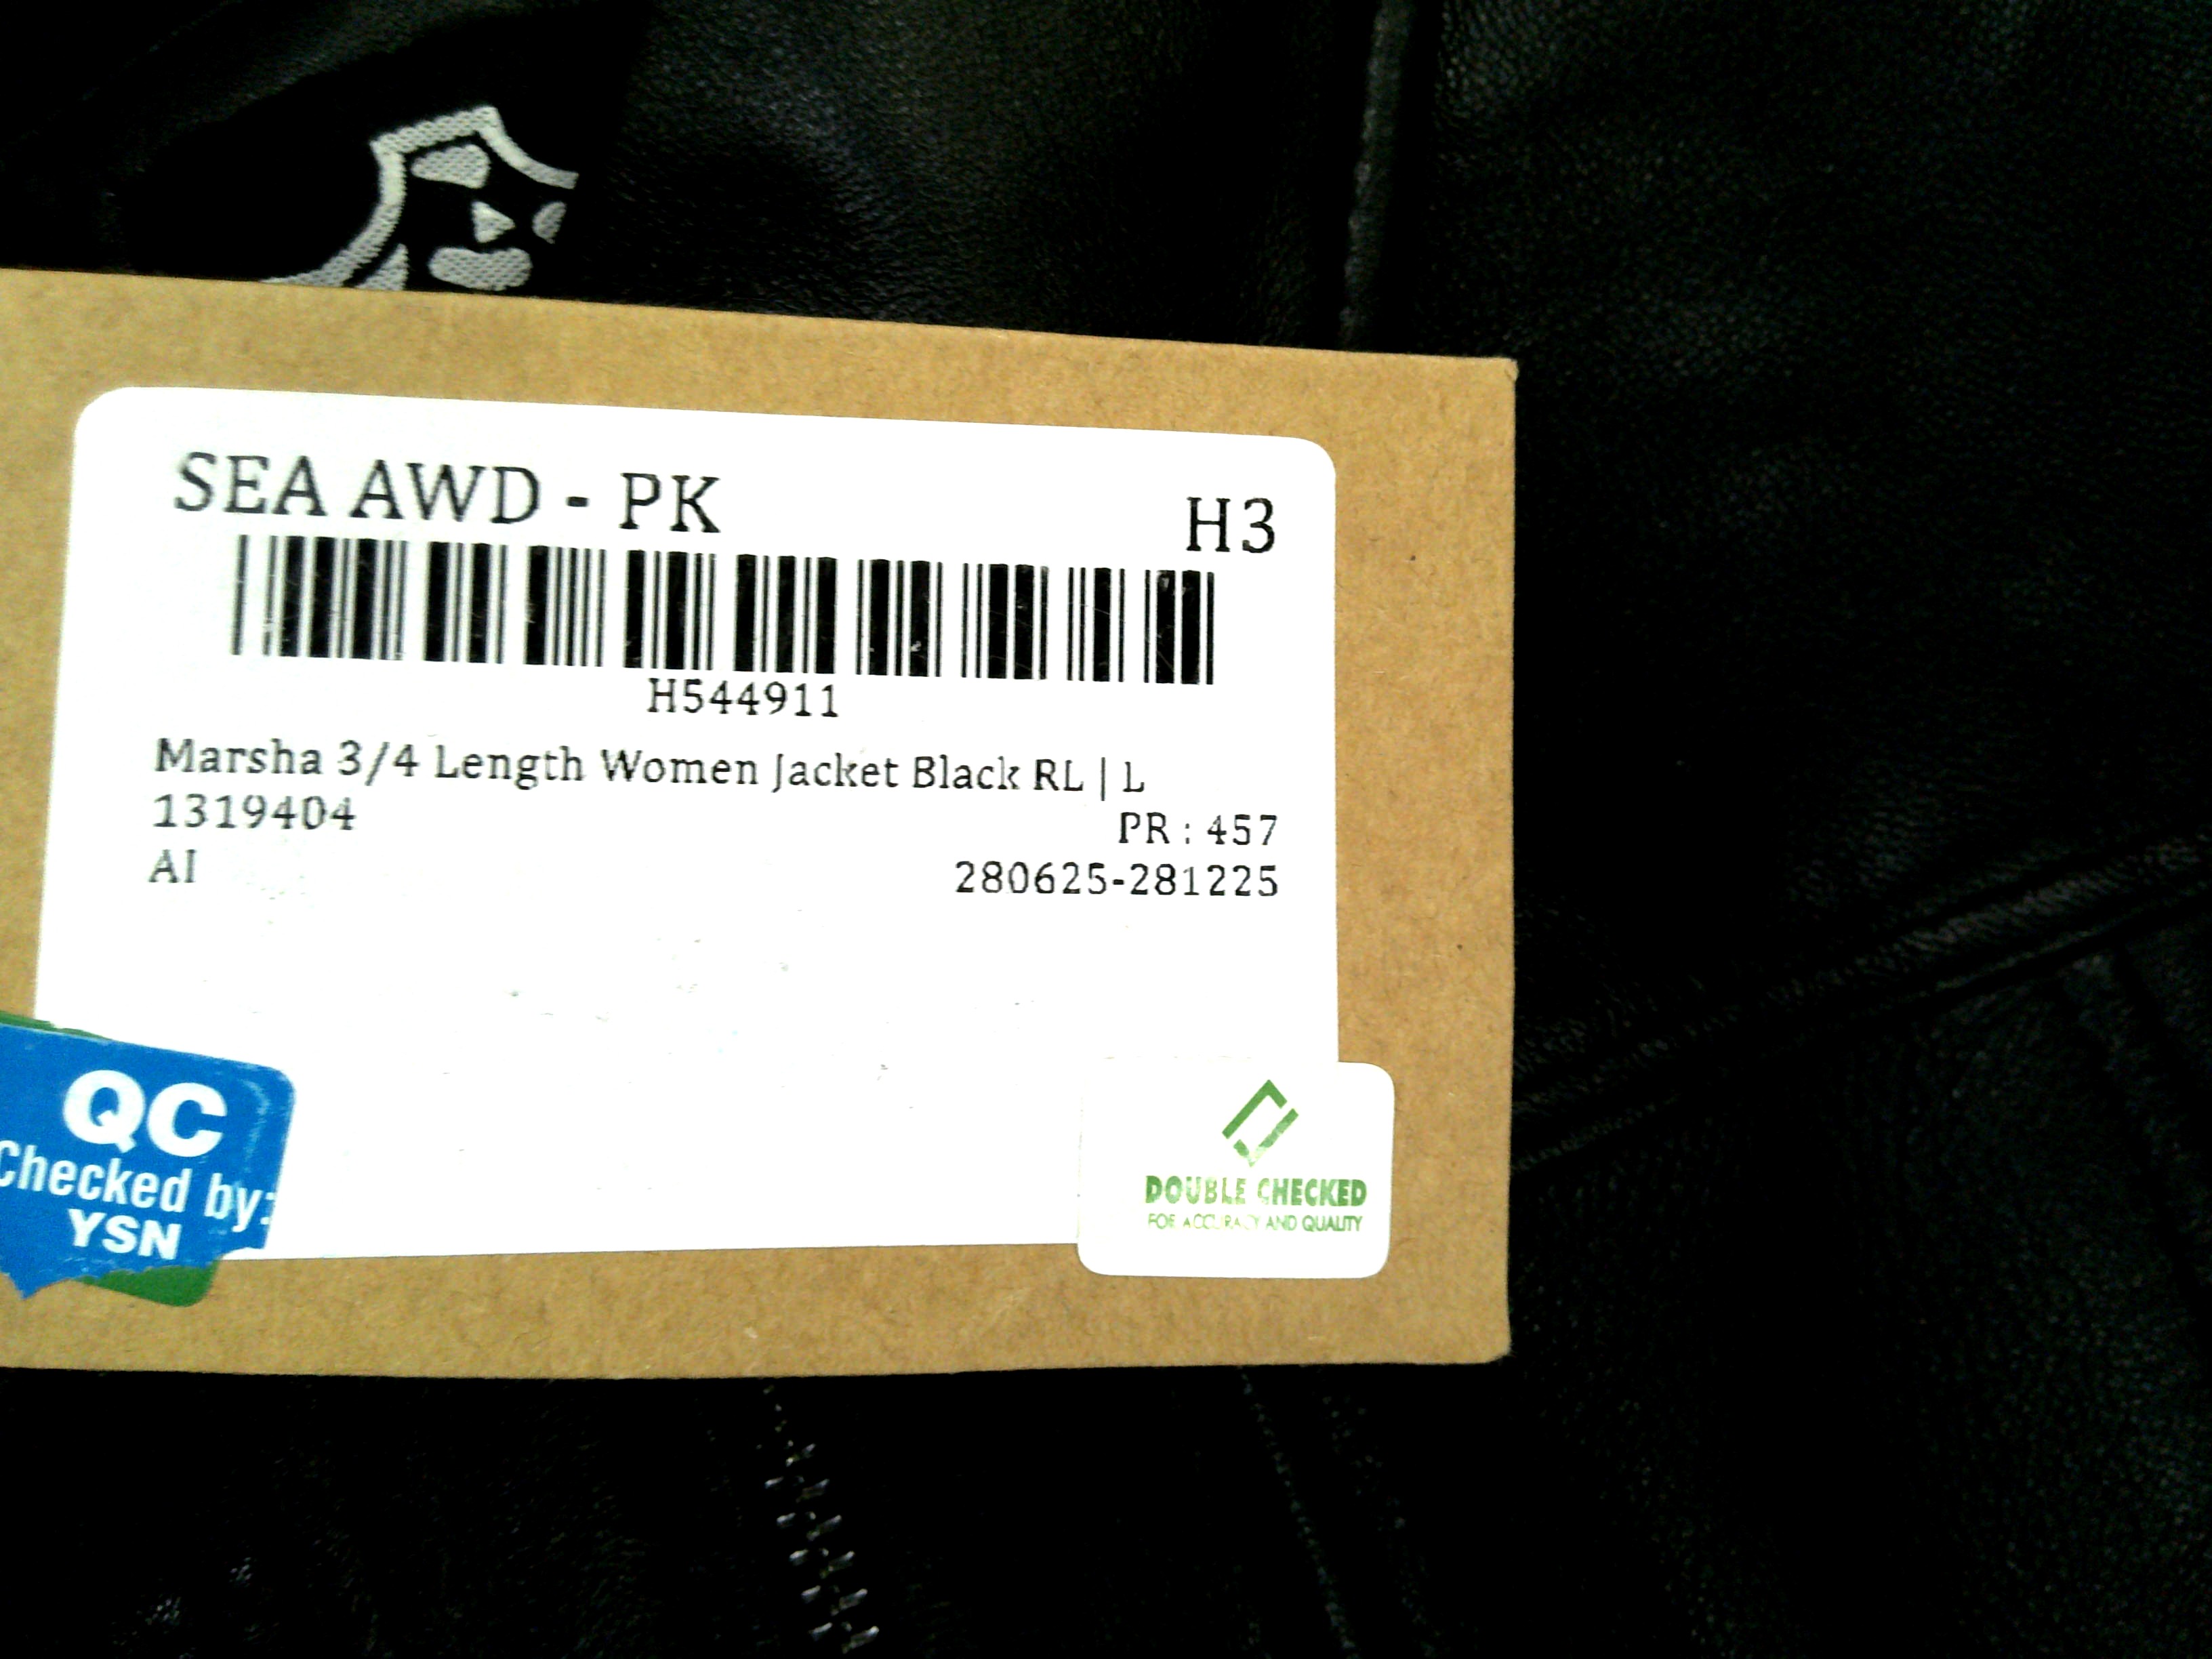 SEA AWD - PK
H3
H544911
Marsha 3/4 Length Women Jacket Black RL | L
1319404
PR : 457
AI
280625-281225
QC
Checked by:
YSN
DOUBLE CHECKED
FOR ACCURACY AND QUALITY